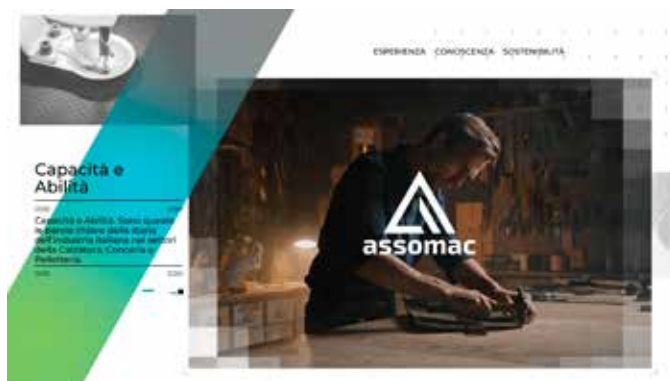 ESPERIENZA CONOSCENZA SOSTENIBILITÀ
Capacità e
Abilità
Capacità e Abilità. Sono queste
le parole chiave della storia
dell'industria italiana nei settori
della Calzatura, Conceria e
Pelletteria.
assomac